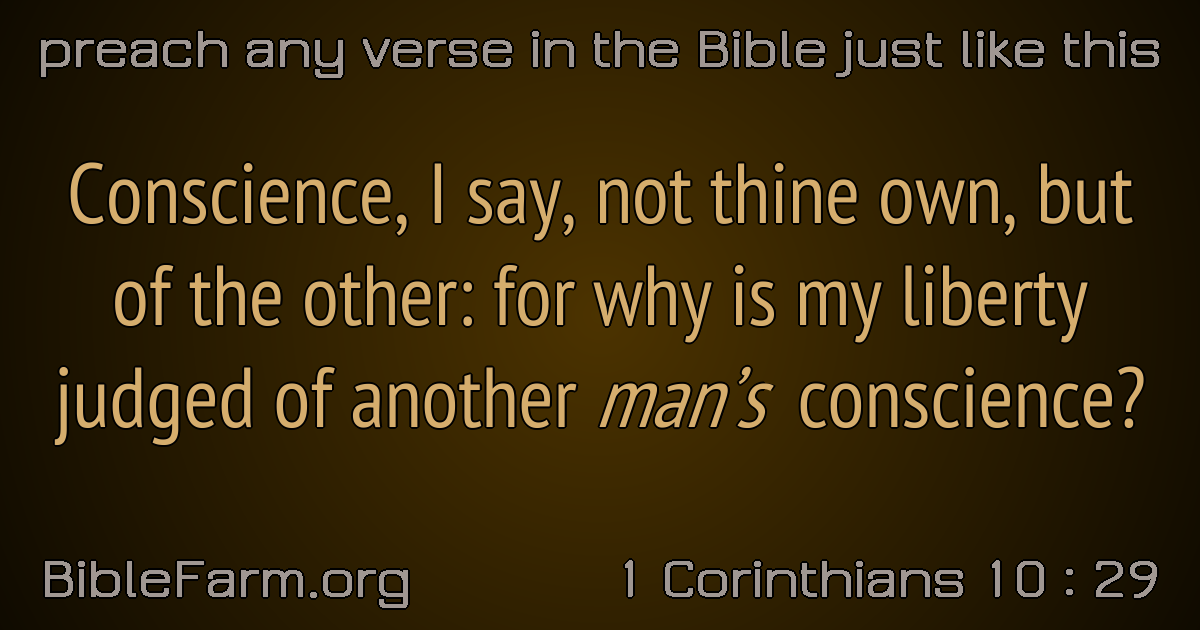 preach any verse in the Bible just like this
Conscience, I say, not thine own, but
of the other: for why is my liberty
judged of another man’s conscience?
BibleFarm.org
1 Corinthians 10 : 29